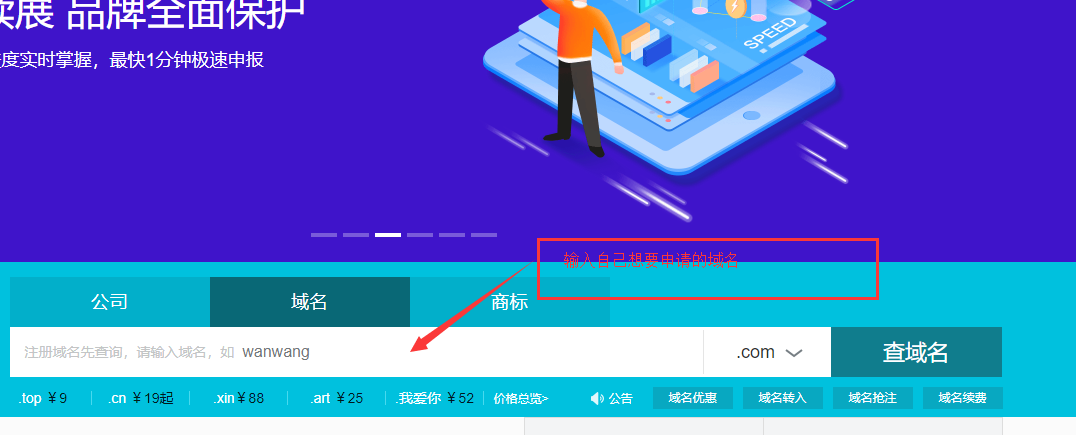 续展 品牌全面保护
度实时掌握，最快1分钟极速申报
SPEED
输入自己想要申请的域名
公司 域名 商标
注册域名先查询，请输入域名，如 wanwang .com 查域名
.top ￥9 .cn ￥19起 .xin￥88 .art ￥25 .我爱你 ￥52 价格总览> 公告 域名优惠 域名转入 域名抢注 域名续费